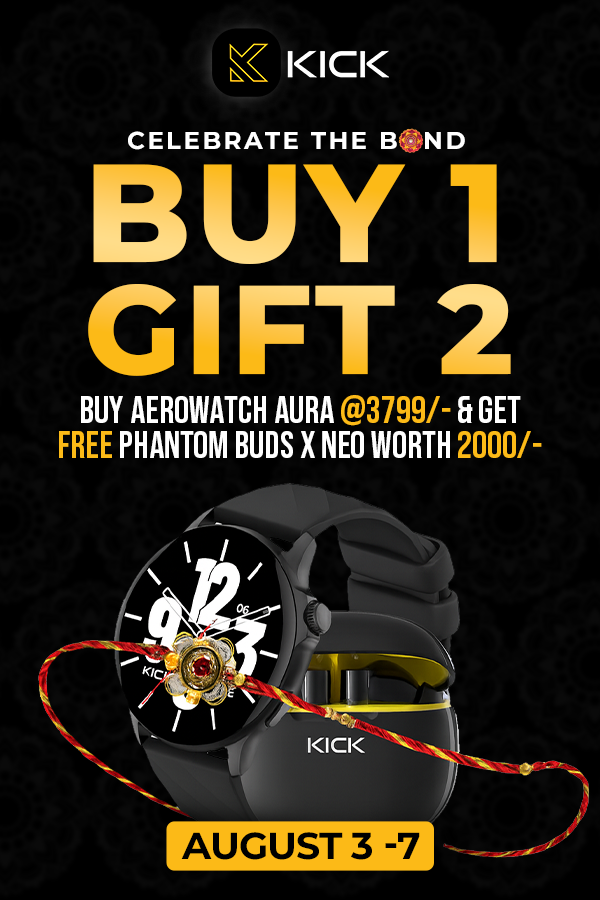 KICK
CELEBRATE THE BOND
BUY 1
GIFT 2
BUY AEROWATCH AURA @3799/- & GET
FREE PHANTOM BUDS X NEO WORTH 2000/-
12
06
9
3
KICK
KICK
AUGUST 3 -7